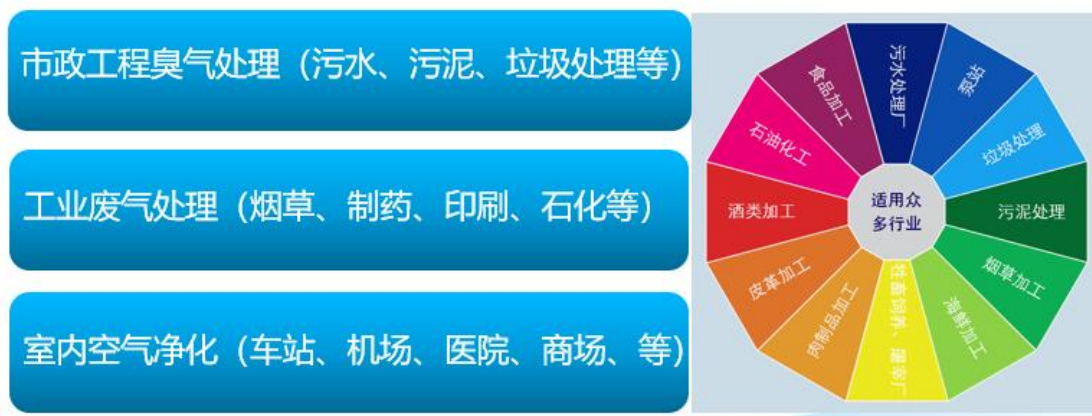 市政工程臭气处理（污水、污泥、垃圾处理等）
工业废气处理（烟草、制药、印刷、石化等）
室内空气净化（车站、机场、医院、商场、等）
适用众
多行业
污水处理厂
泵站
垃圾处理
污泥处理
烟草加工
海鲜加工
牲畜饲养、屠宰厂
肉制品加工
皮革加工
酒类加工
石油化工
食品加工